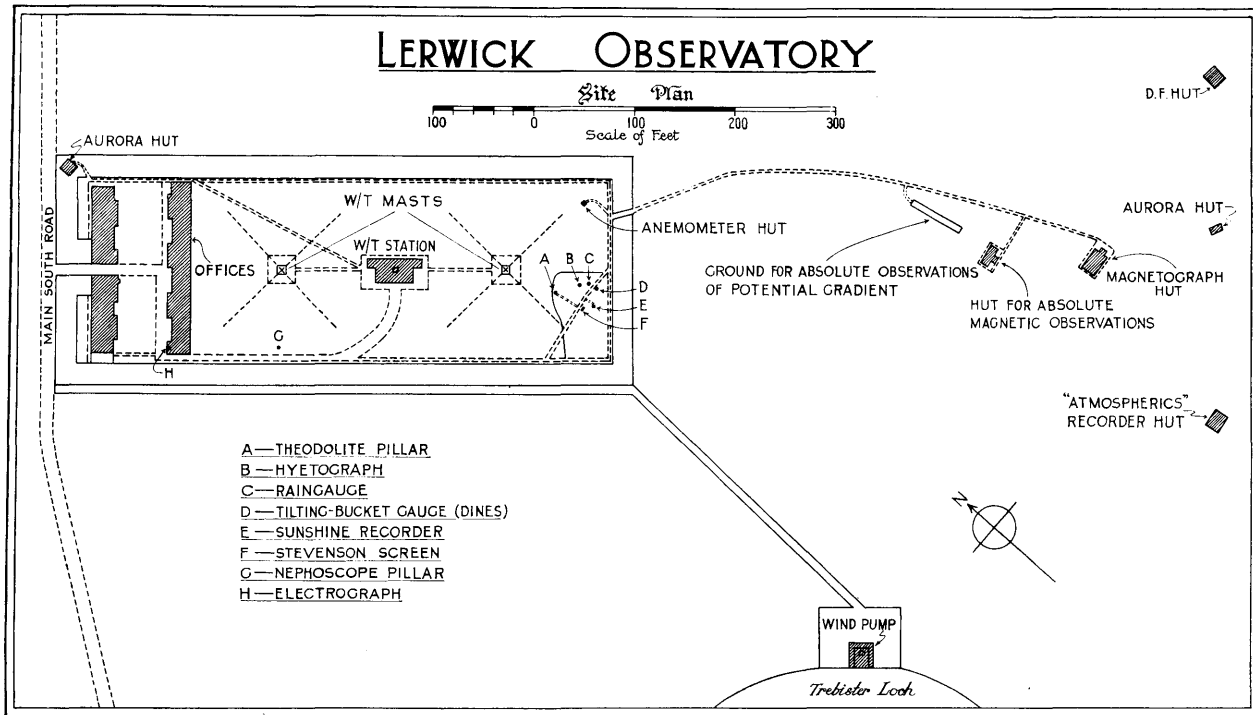 LERWICK OBSERVATORY
Site Plan
100 0 100 200 300
Scale of Feet
D.F. HUT
AURORA HUT
W/T MASTS
W/T STATION
OFFICES
MAIN SOUTH ROAD
ANEMOMETER HUT
A B C
D
E
F
G
H
GROUND FOR ABSOLUTE OBSERVATIONS
OF POTENTIAL GRADIENT
AURORA HUT
MAGNETOGRAPH
HUT
HUT FOR ABSOLUTE
MAGNETIC OBSERVATIONS
"ATMOSPHERICS"
RECORDER HUT
A—THEODOLITE PILLAR
B—HYETOGRAPH
C—RAINGAUGE
D—TILTING-BUCKET GAUGE (DINES)
E—SUNSHINE RECORDER
F—STEVENSON SCREEN
G—NEPHOSCOPE PILLAR
H—ELECTROGRAPH
N
WIND PUMP
Trebister Loch